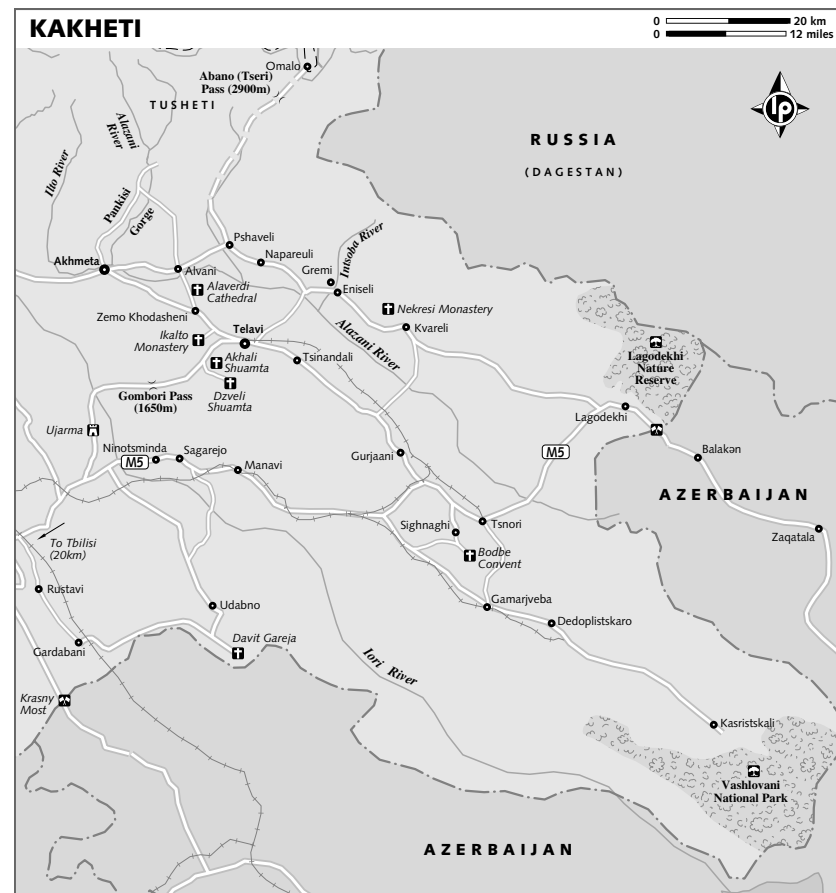 KAKHETI
0 20 km
0 12 miles
Omalo
Abano (Tseri)
Pass (2900m)
TUSHETI
lp
RUSSIA
(DAGESTAN)
Ilto River
Alazani
River
Pankisi
Gorge
Pshaveli
Napareuli
Intsoba River
Akhmeta
Alvani
Gremi
Eniseli
Alaverdi
Cathedral
Nekresi Monastery
Zemo Khodasheni
Kvareli
Telavi
Alazani River
Ikalto
Monastery
Akhali
Shuamta
Tsinandali
Lagodekhi
Nature
Reserve
Gombori Pass
(1650m)
Dzveli
Shuamta
Lagodekhi
Ujarma
Ninotsminda
Sagarejo
M5
Manavi
Gurjaani
M5
Balakən
AZERBAIJAN
Sighnaghi
Tsnori
Zaqatala
To Tbilisi
(20km)
Bodbe
Convent
Rustavi
Udabno
Gamarjveba
Dedoplistskaro
Gardabani
Davit Gareja
Iori River
Krasny
Most
Kasristskali
Vashlovani
National Park
AZERBAIJAN